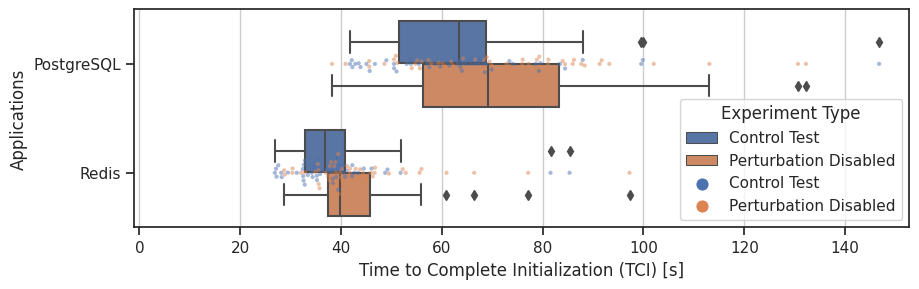 Applications
PostgreSQL
Redis
Experiment Type
Control Test
Perturbation Disabled
Control Test
Perturbation Disabled
0 20 40 60 80 100 120 140
Time to Complete Initialization (TCI) [s]